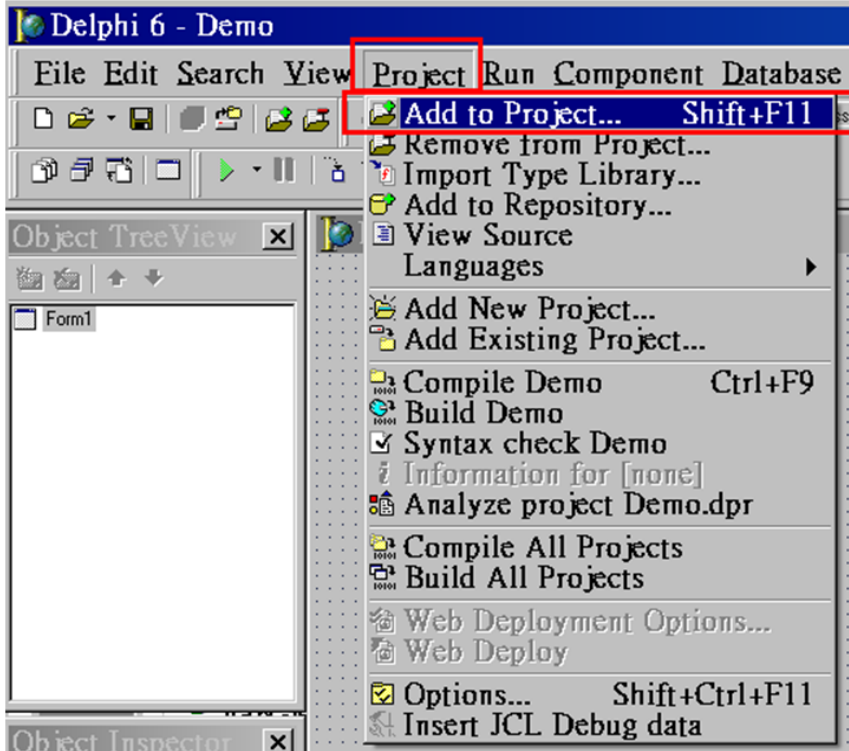 Delphi 6 - Demo
File Edit Search View Project Run Component Database
Add to Project... Shift+F11
Remove from Project...
Import Type Library...
Add to Repository...
Object TreeView
View Source
Languages
Add New Project...
Form1
Add Existing Project...
Compile Demo Ctrl+F9
Build Demo
Syntax check Demo
Information for [none]
Analyze project Demo.dpr
Compile All Projects
Build All Projects
Web Deployment Options...
Web Deploy
Options... Shift+Ctrl+F11
Insert JCL Debug data
Object Inspector